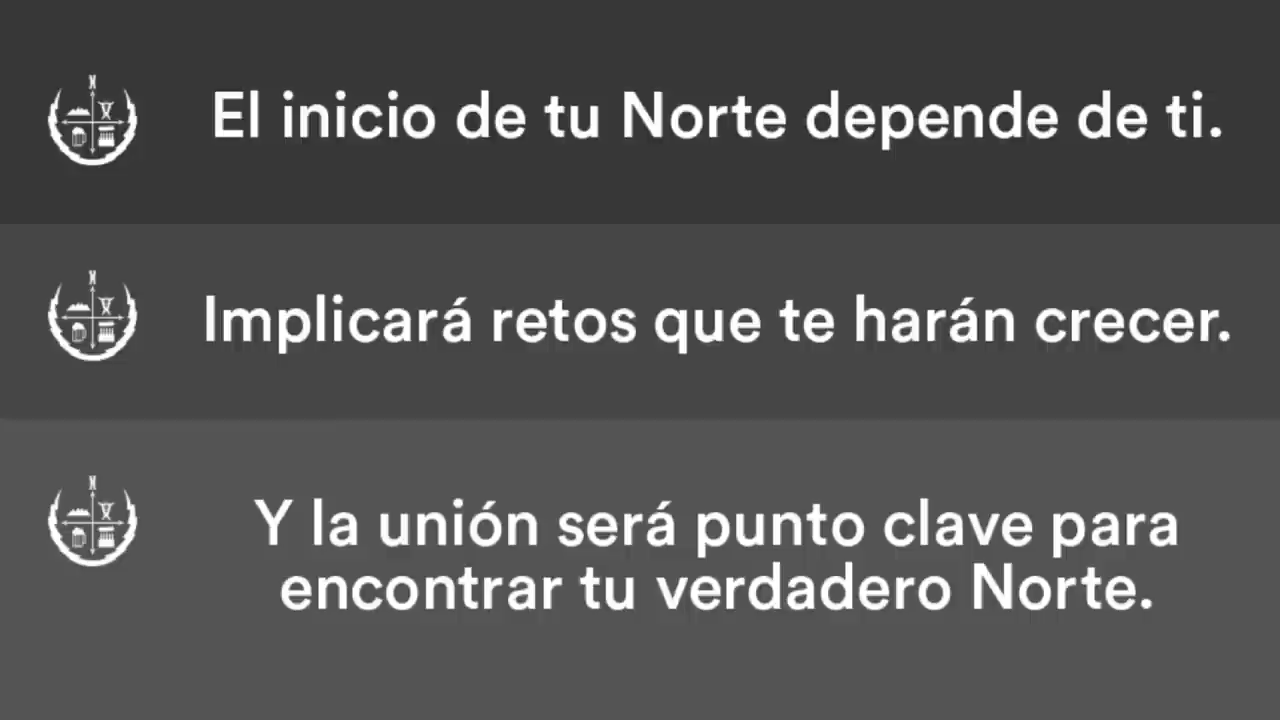 N
El inicio de tu Norte depende de ti.
N
Implicará retos que te harán crecer.
N
Y la unión será punto clave para
encontrar tu verdadero Norte.